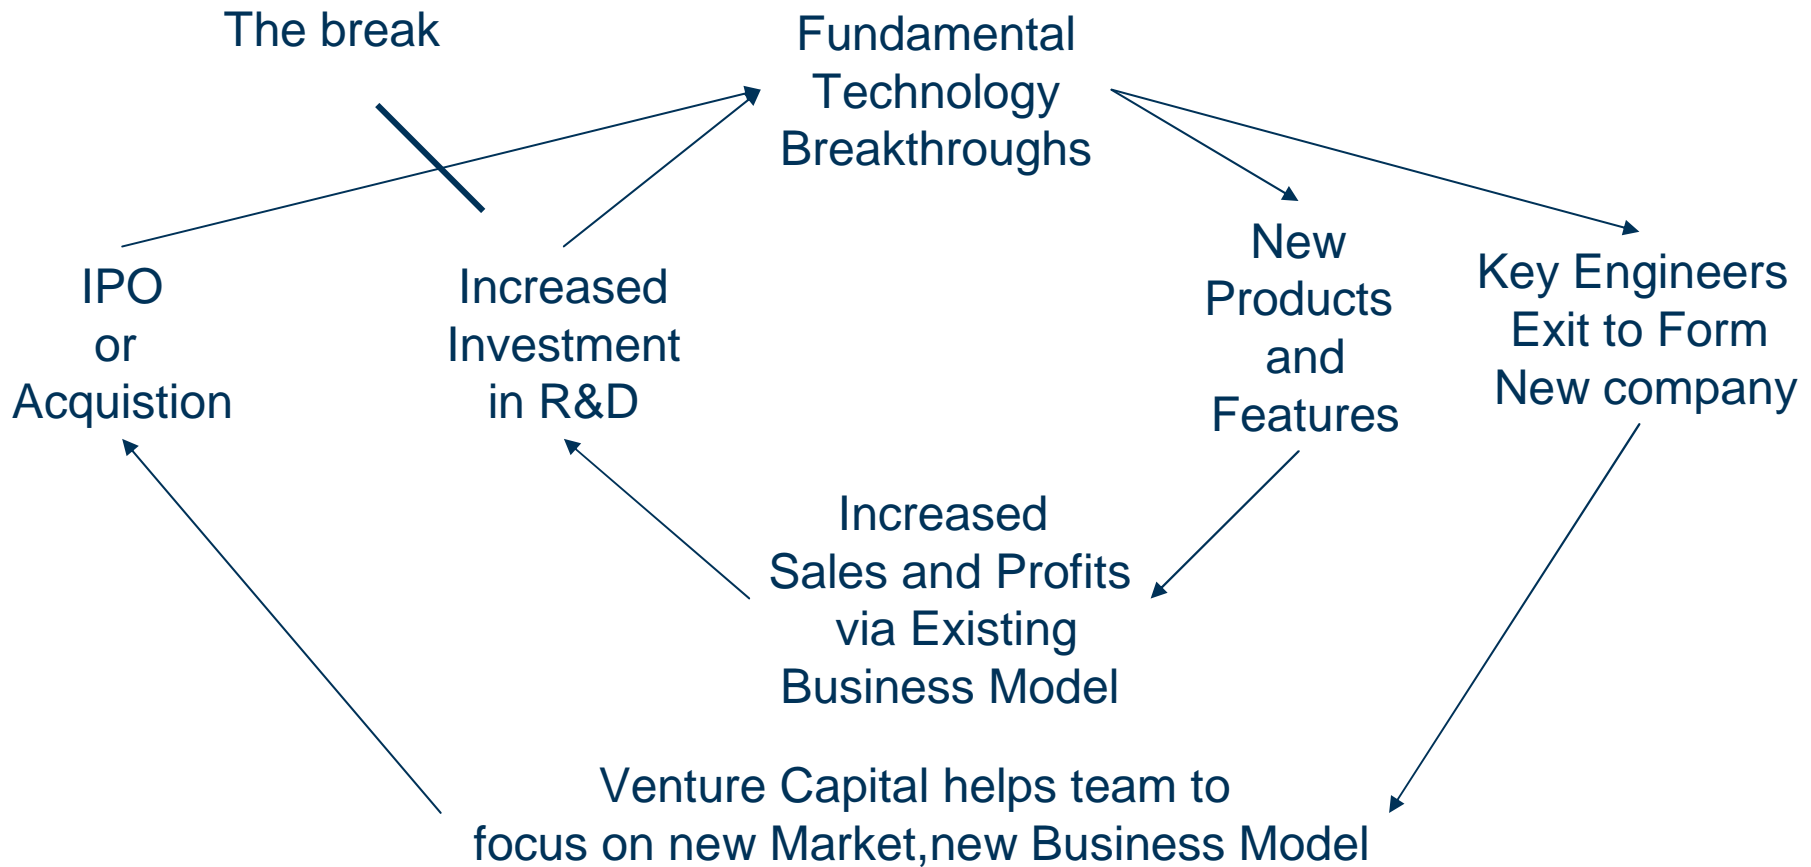 The break
Fundamental
Technology
Breakthroughs
IPO
or
Acquistion
Increased
Investment
in R&D
New
Products
and
Features
Key Engineers
Exit to Form
New company
Increased
Sales and Profits
via Existing
Business Model
Venture Capital helps team to
focus on new Market,new Business Model